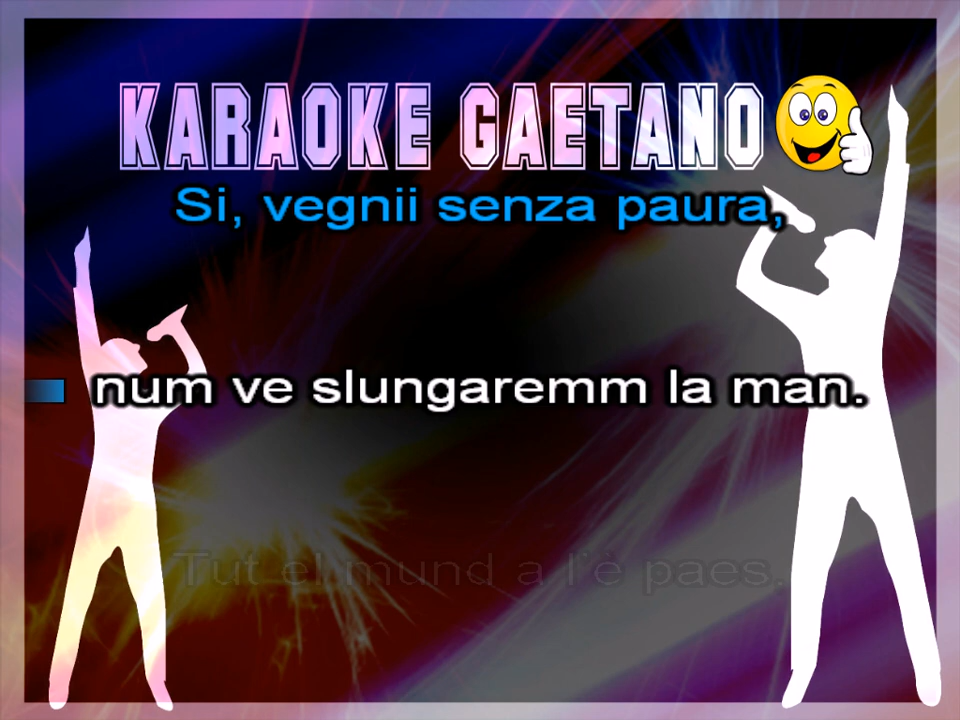 KARAOKE GAETANO
Si, vegnii senza paura,
num ve slungaremm la man.
Tut el mund a l'è paes.